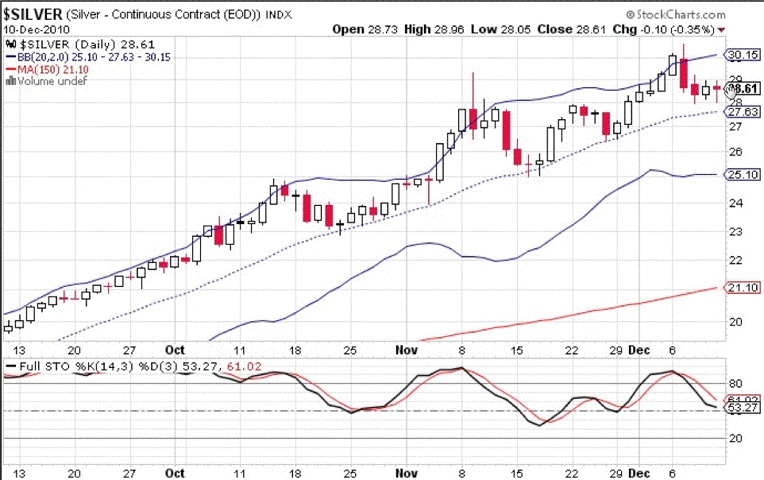 $SILVER (Silver - Continuous Contract (EOD)) INDX
© StockCharts.com
10-Dec-2010
Open 28.73 High 28.96 Low 28.05 Close 28.61 Chg -0.10 (-0.35%)
$SILVER (Daily) 28.61
BB(20,2.0) 25.10 - 27.63 - 30.15
MA(150) 21.10
Volume undef
30.15
29
28.61
28
27.63
27
26
25.10
24
23
22
21.10
20
13 20 27 Oct 11 18 25 Nov 8 15 22 29 Dec 6
Full STO %K(14,3) %D(3) 53.27, 61.02
80
61.02
53.27
20
13 20 27 Oct 11 18 25 Nov 8 15 22 29 Dec 6